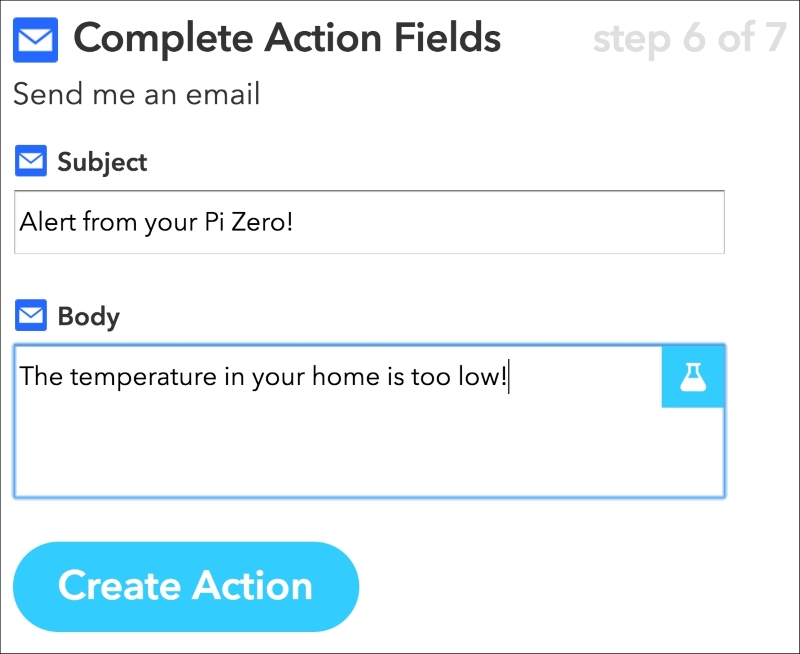 Complete Action Fields
step 6 of 7
Send me an email
Subject
Alert from your Pi Zero!
Body
The temperature in your home is too low!
Create Action